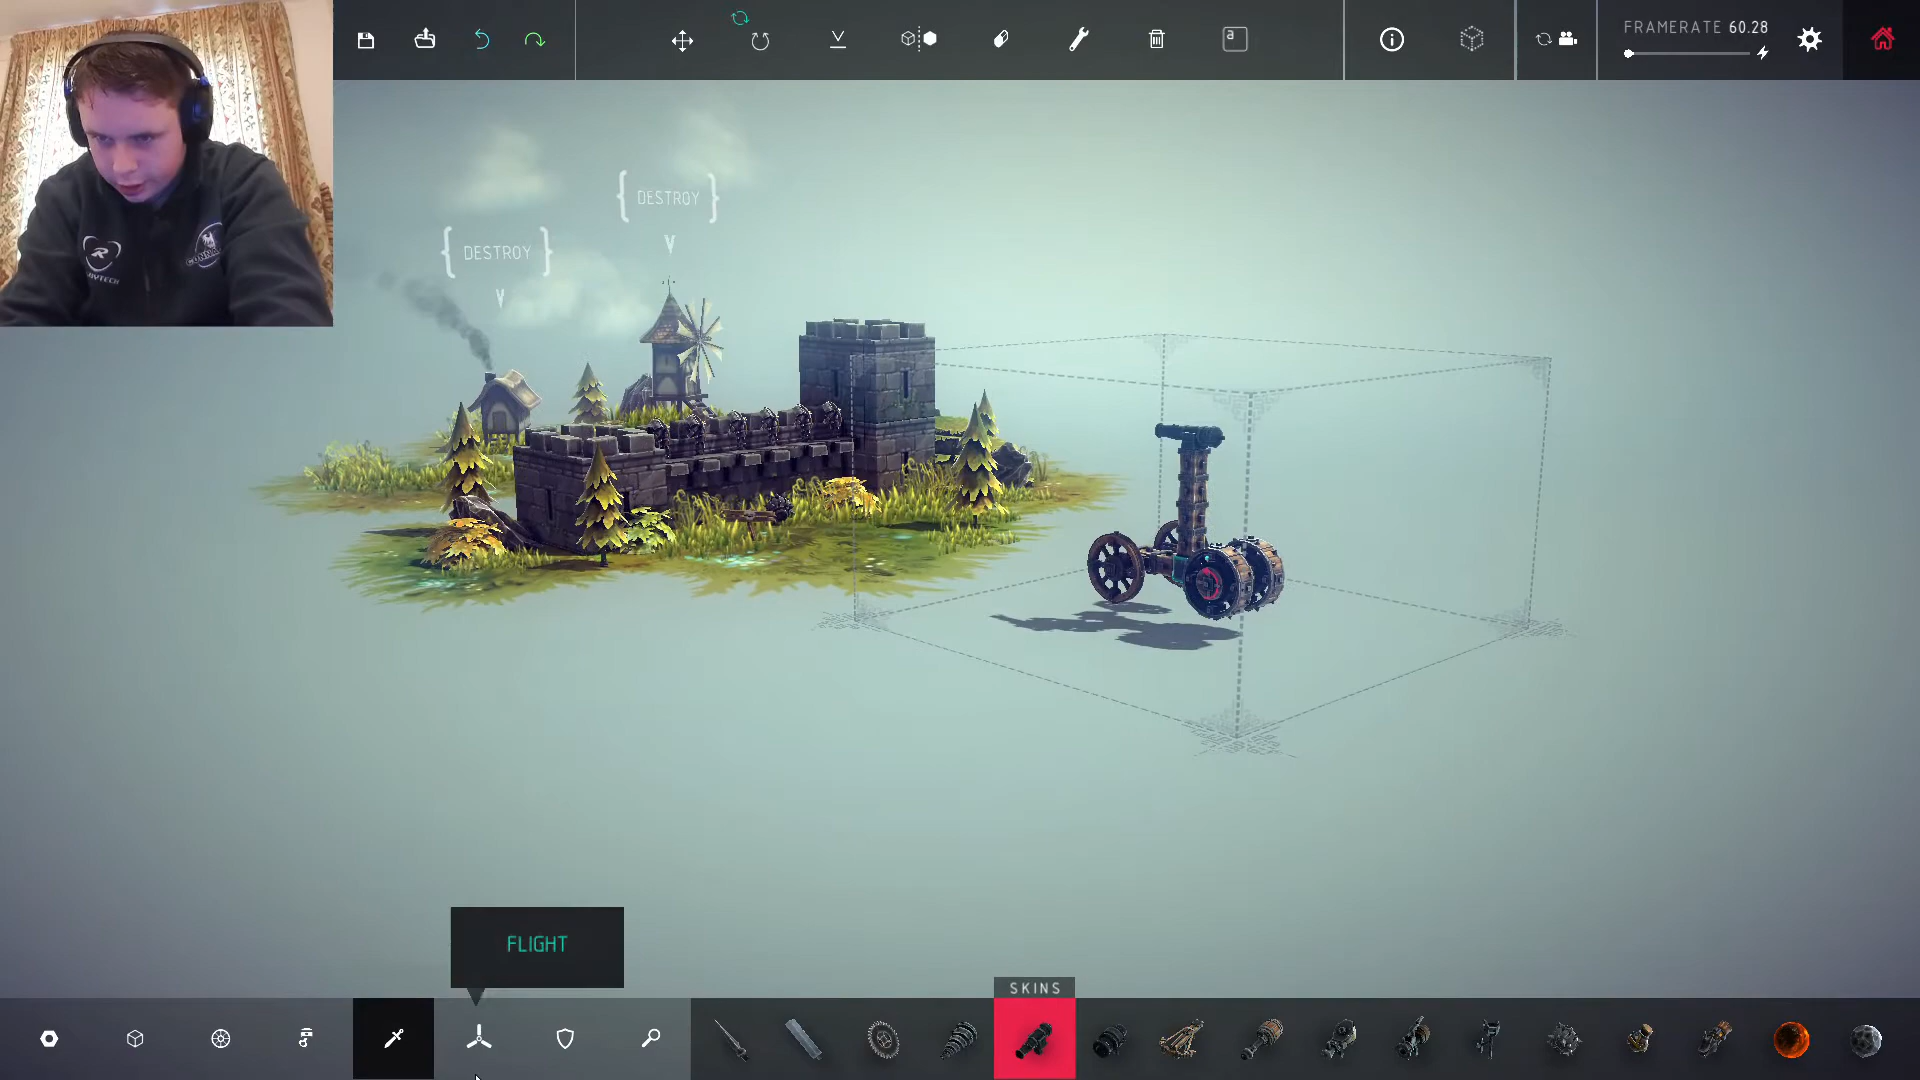 FRAMERATE 60.28
a
{ DESTROY }
{ DESTROY }
FLIGHT
SKINS